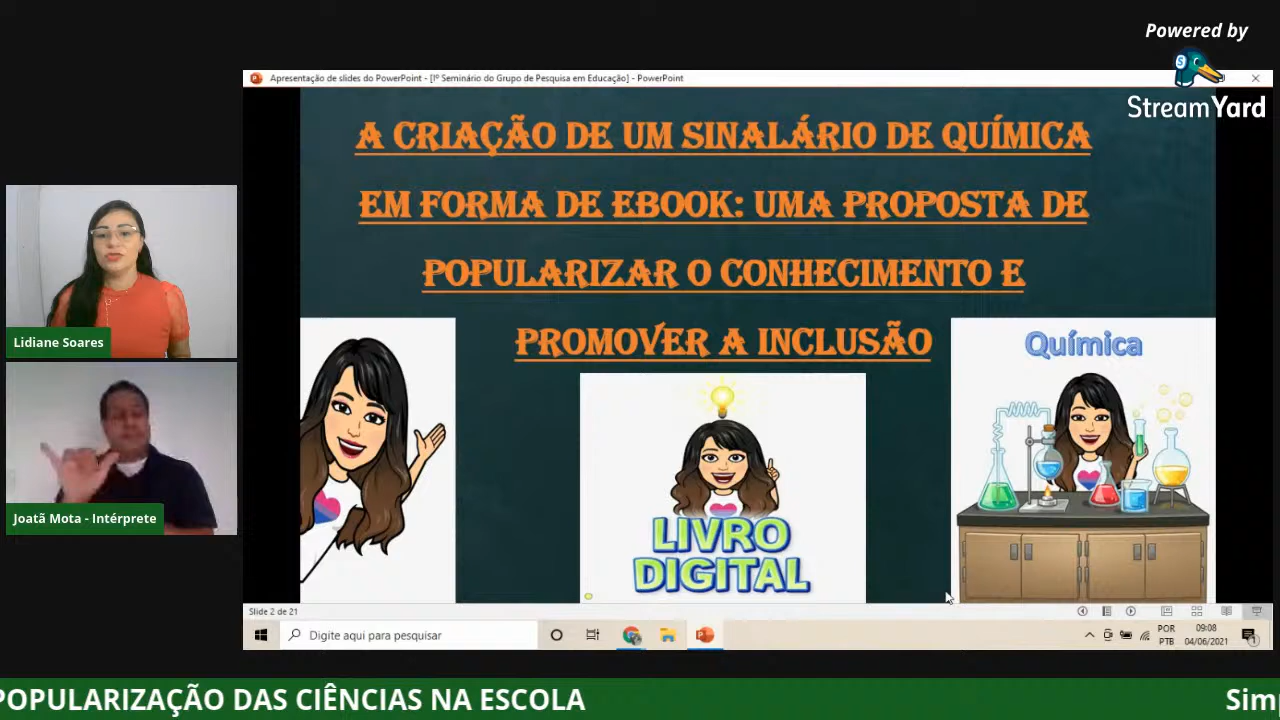 Powered by
StreamYard
Apresentação de slides do PowerPoint - [Iº Seminário do Grupo de Pesquisa em Educação] - PowerPoint
A CRIAÇÃO DE UM SINALÁRIO DE QUÍMICA
EM FORMA DE EBOOK: UMA PROPOSTA DE
POPULARIZAR O CONHECIMENTO E
PROMOVER A INCLUSÃO
Química
LIVRO
DIGITAL
Lidiane Soares
Joatã Mota - Intérprete
Slide 2 de 21
Digite aqui para pesquisar
POR
PTB
09:08
04/06/2021
POPULARIZAÇÃO DAS CIÊNCIAS NA ESCOLA
Simp